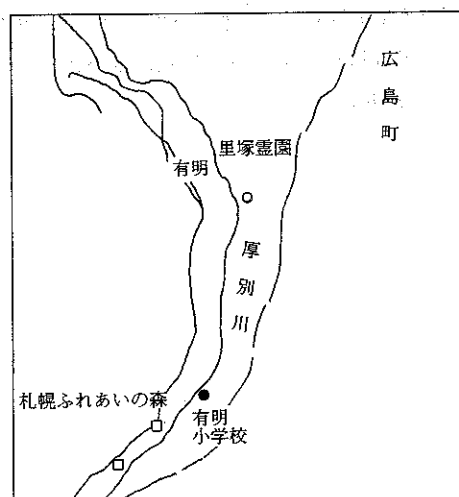 広島町
里塚霊園
有明
厚別川
札幌ふれあいの森
有明
小学校